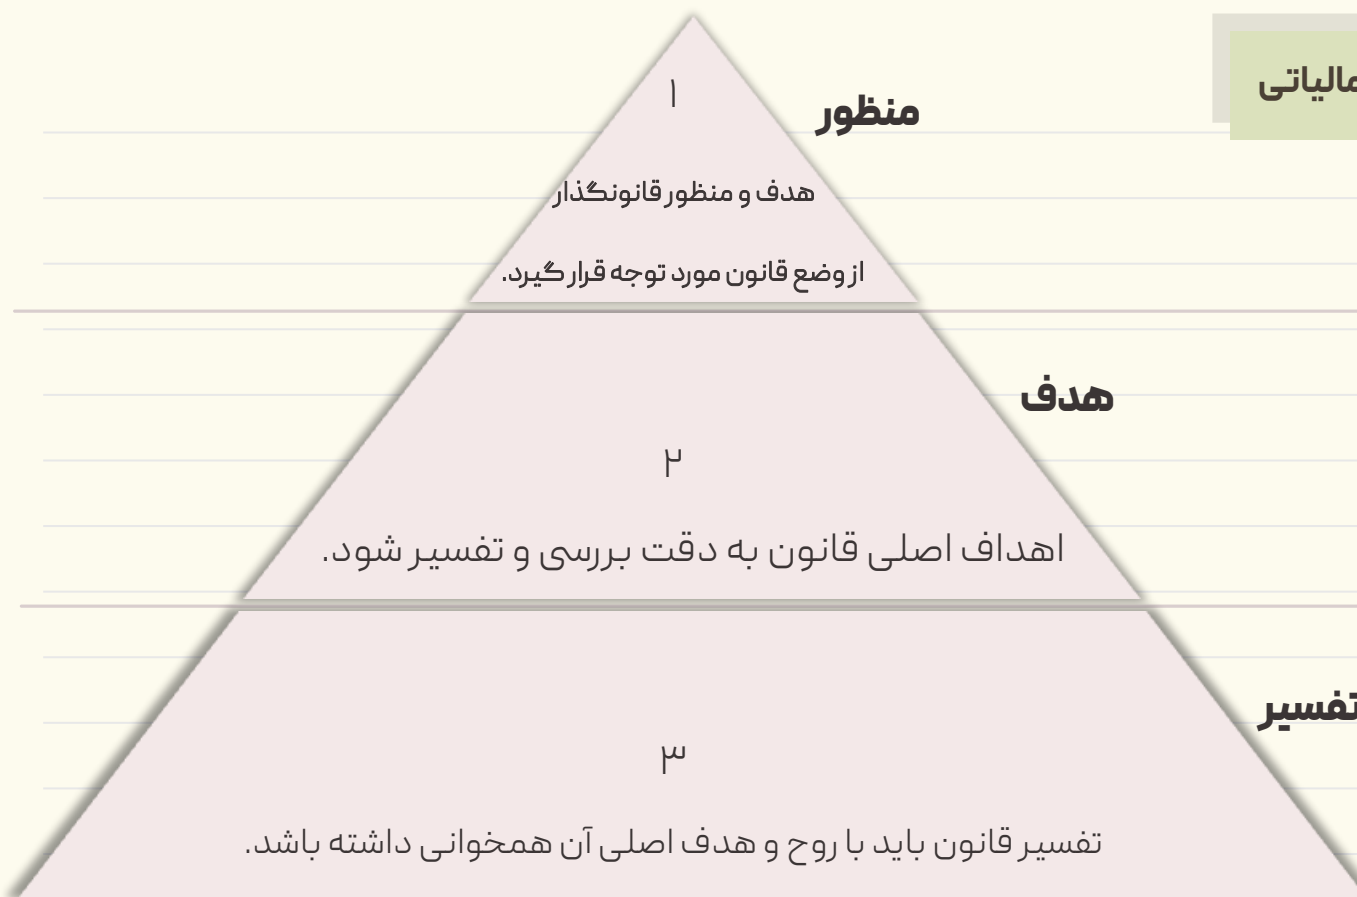 مالیاتی
منظور
۱
هدف و منظور قانونگذار
از وضع قانون مورد توجه قرار گیرد.
هدف
۲
اهداف اصلی قانون به دقت بررسی و تفسیر شود.
تفسیر
۳
تفسیر قانون باید با روح و هدف اصلی آن همخوانی داشته باشد.